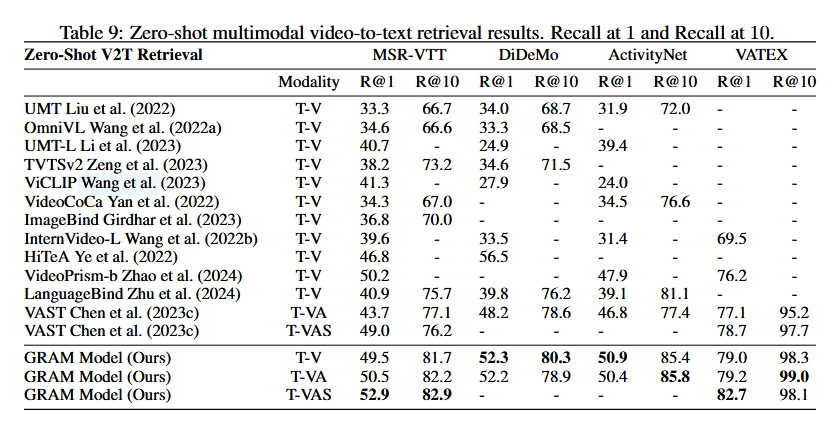 Table 9: Zero-shot multimodal video-to-text retrieval results. Recall at 1 and Recall at 10.
Zero-Shot V2T Retrieval MSR-VTT DiDeMo ActivityNet VATEX
Modality R@1 R@10 R@1 R@10 R@1 R@10 R@1 R@10
UMT Liu et al. (2022) T-V 33.3 66.7 34.0 68.7 31.9 72.0 - -
OmniVL Wang et al. (2022a) T-V 34.6 66.6 33.3 68.5 - - - -
UMT-L Li et al. (2023) T-V 40.7 - 24.9 - 39.4 - - -
TVTSv2 Zeng et al. (2023) T-V 38.2 73.2 34.6 71.5 - - - -
ViCLIP Wang et al. (2023) T-V 41.3 - 27.9 - 24.0 - - -
VideoCoCa Yan et al. (2022) T-V 34.3 67.0 - - 34.5 76.6 - -
ImageBind Girdhar et al. (2023) T-V 36.8 70.0 - - - - - -
InternVideo-L Wang et al. (2022b) T-V 39.6 - 33.5 - 31.4 - 69.5 -
HiTeA Ye et al. (2022) T-V 46.8 - 56.5 - - - - -
VideoPrism-b Zhao et al. (2024) T-V 50.2 - - - 47.9 - 76.2 -
LanguageBind Zhu et al. (2024) T-V 40.9 75.7 39.8 76.2 39.1 81.1 - -
VAST Chen et al. (2023c) T-VA 43.7 77.1 48.2 78.6 46.8 77.4 77.1 95.2
VAST Chen et al. (2023c) T-VAS 49.0 76.2 - - - - 78.7 97.7
GRAM Model (Ours) T-V 49.5 81.7 52.3 80.3 50.9 85.4 79.0 98.3
GRAM Model (Ours) T-VA 50.5 82.2 52.2 78.9 50.4 85.8 79.2 99.0
GRAM Model (Ours) T-VAS 52.9 82.9 - - - - 82.7 98.1